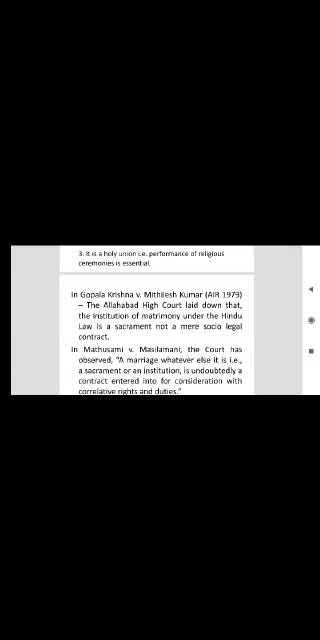 3. It is a holy union i.e. performance of religious
ceremonies is essential.
In Gopala Krishna v. Mithilesh Kumar (AIR 1979)
– The Allahabad High Court laid down that,
the institution of matrimony under the Hindu
Law is a sacrament not a mere socio legal
contract.
In Mathusami v. Masilamani, the Court has
observed, “A marriage whatever else it is i.e.,
a sacrament or an institution, is undoubtedly a
contract entered into for consideration with
correlative rights and duties.”